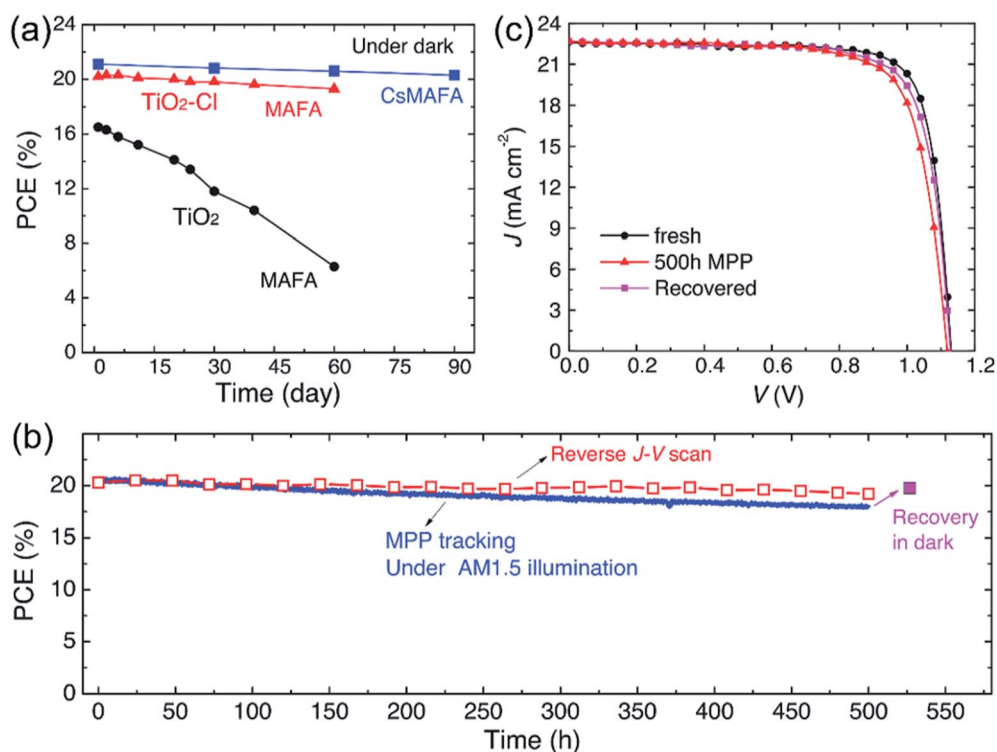 (a)
24
20
16
12
8
4
0
PCE (%)
Under dark
TiO₂-Cl
MAFA
CsMAFA
TiO₂
MAFA
0 15 30 45 60 75 90
Time (day)
(c)
24
21
18
15
12
9
6
3
0
J (mA cm⁻²)
fresh
500h MPP
Recovered
0.0 0.2 0.4 0.6 0.8 1.0 1.2
V (V)
(b)
20
15
10
5
0
PCE (%)
Reverse J-V scan
MPP tracking
Under AM1.5 illumination
Recovery
in dark
0 50 100 150 200 250 300 350 400 450 500 550
Time (h)